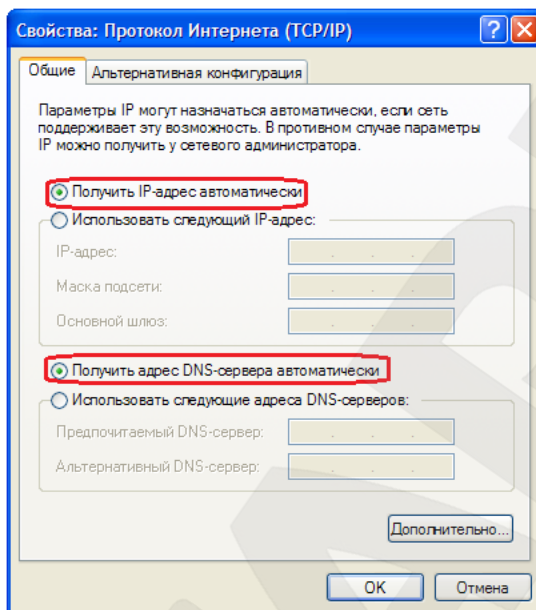 Свойства: Протокол Интернета (TCP/IP)
Общие
Альтернативная конфигурация
Параметры IP могут назначаться автоматически, если сеть
поддерживает эту возможность. В противном случае параметры
IP можно получить у сетевого администратора.
Получить IP-адрес автоматически
Использовать следующий IP-адрес:
IP-адрес:
Маска подсети:
Основной шлюз:
Получить адрес DNS-сервера автоматически
Использовать следующие адреса DNS-серверов:
Предпочитаемый DNS-сервер:
Альтернативный DNS-сервер:
Дополнительно...
OK
Отмена